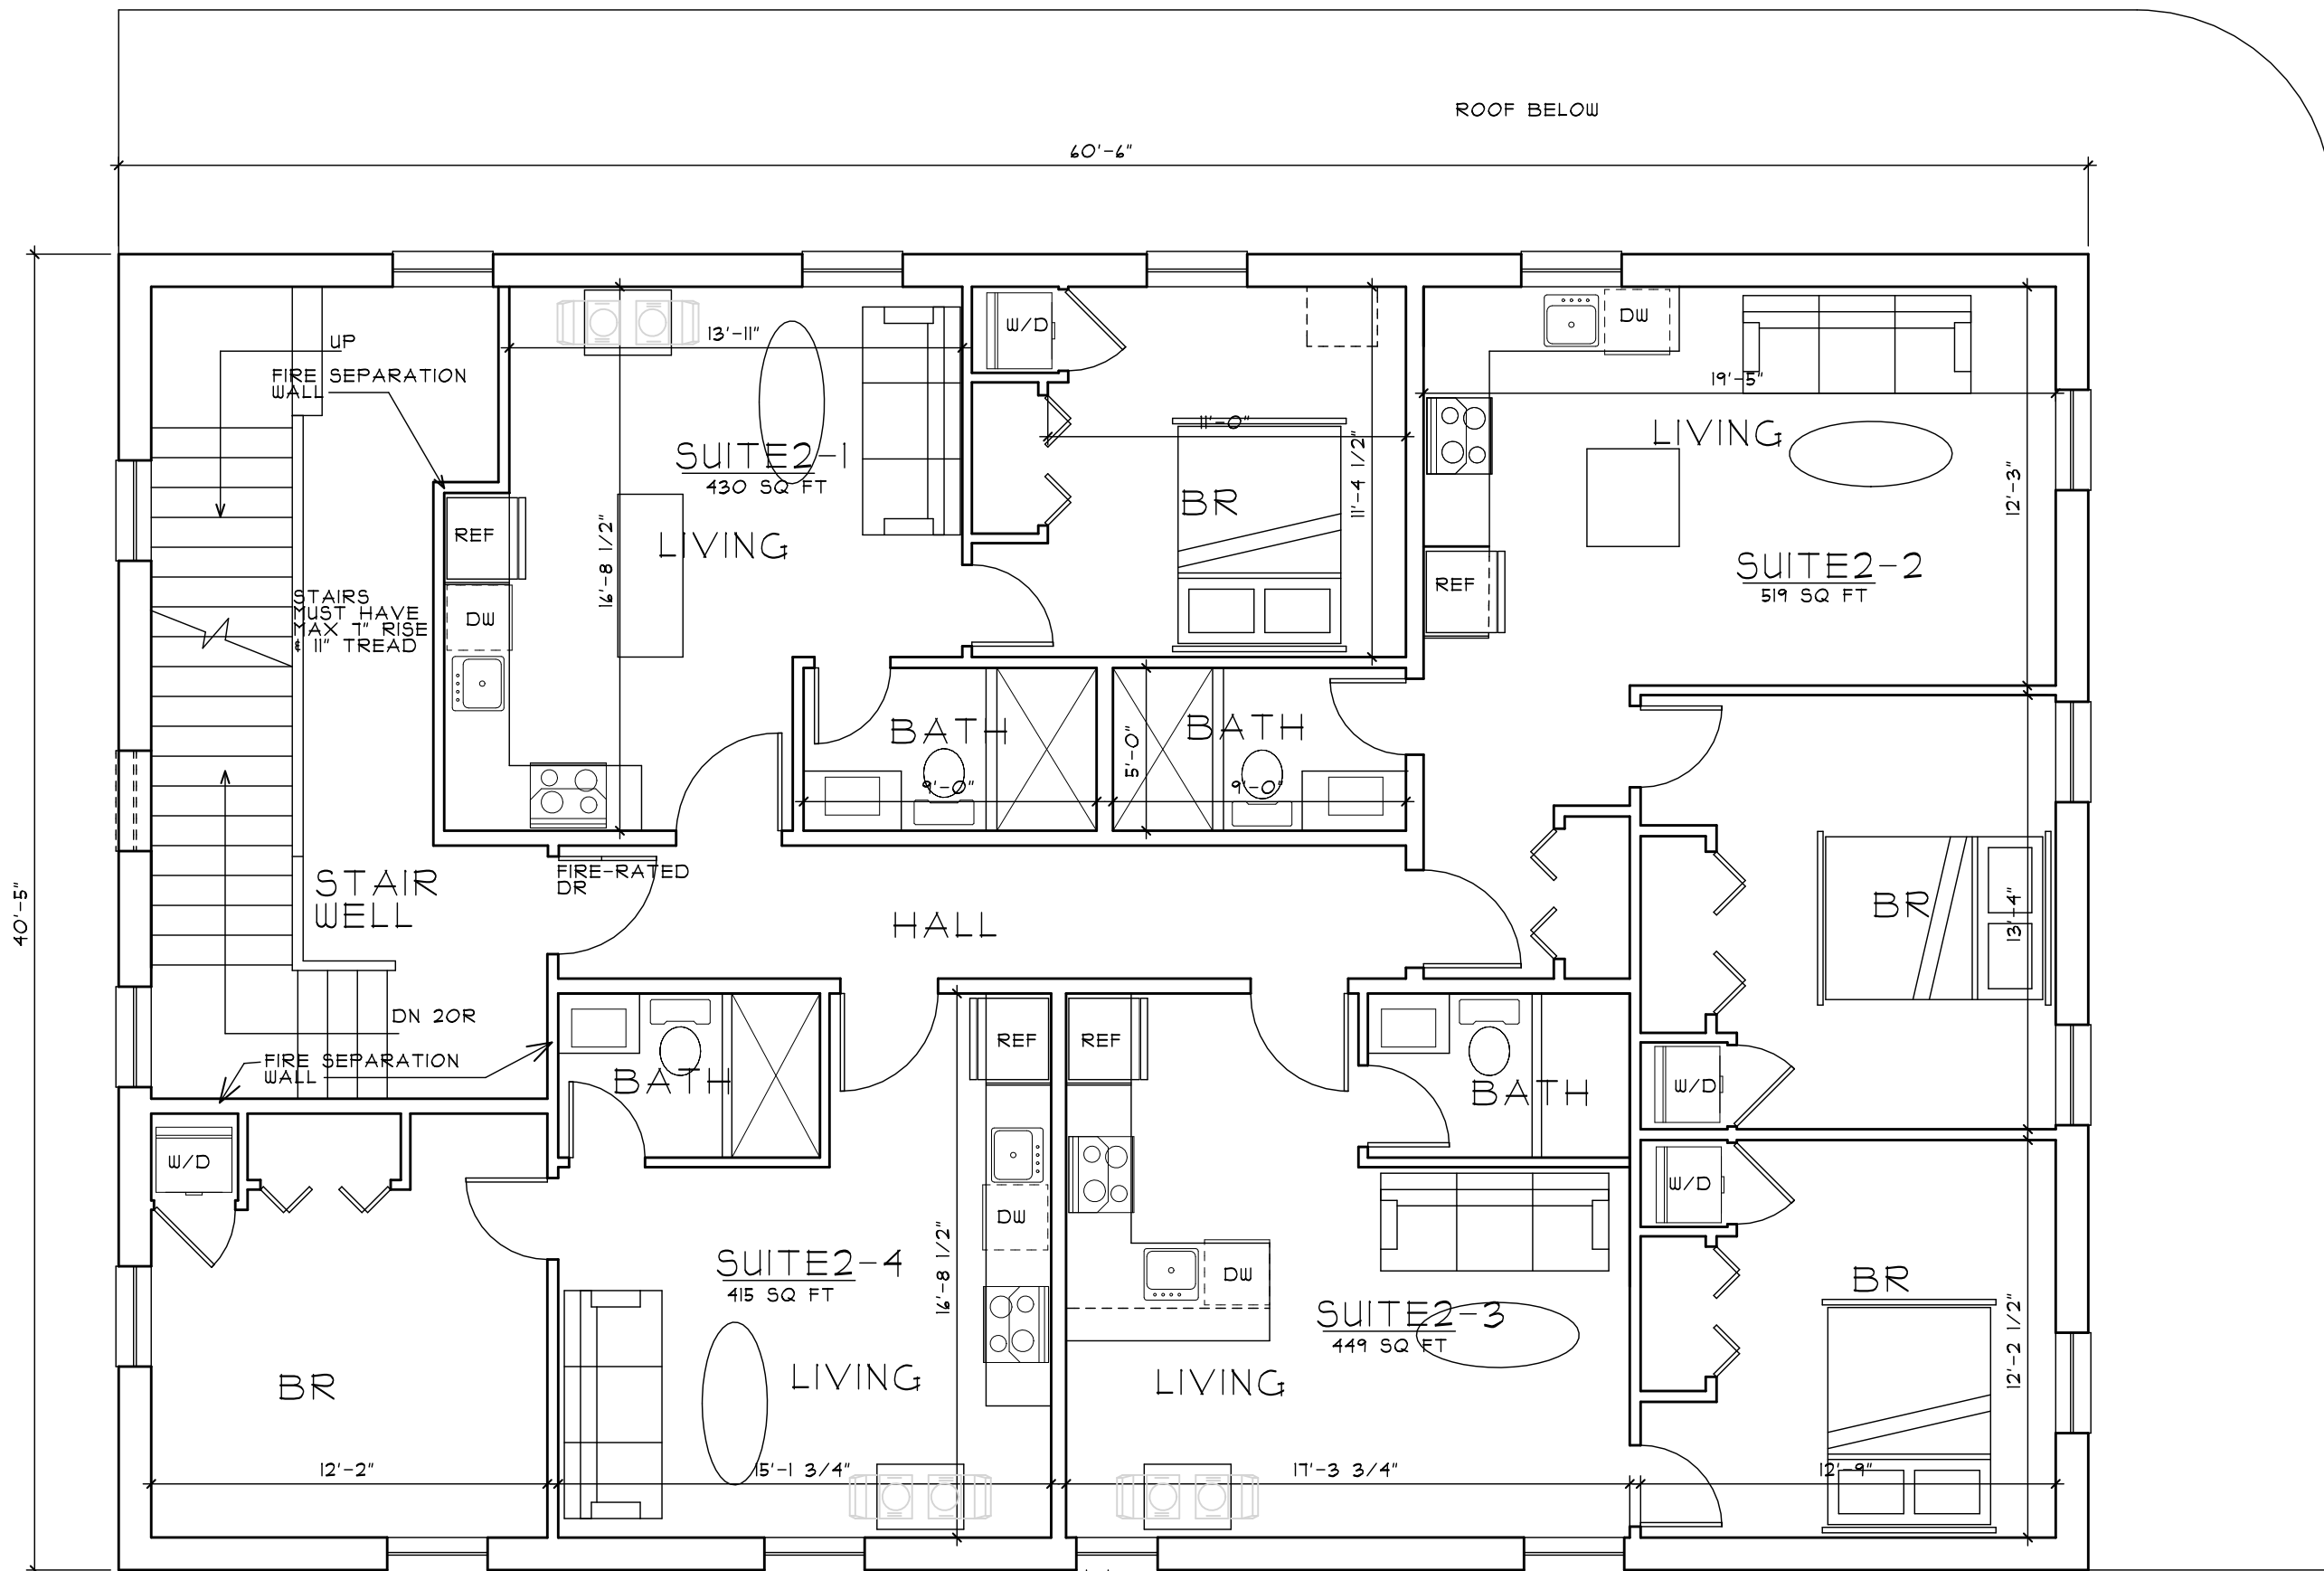 ROOF BELOW
60'-6"
UP
FIRE SEPARATION
WALL
13'-11"
W/D
DW
19'-5"
LIVING
11'-0"
SUITE2-1
430 SQ FT
11'-4 1/2"
BR
12'-3"
REF
LIVING
16'-8 1/2"
SUITE2-2
519 SQ FT
REF
DW
STAIRS
MUST HAVE
MAX 7" RISE
& 11" TREAD
BATH
BATH
5'-0"
9'-0"
9'-0"
STAIR
WELL
FIRE-RATED
DR
HALL
BR
13'-4"
40'-5"
DN 20R
FIRE SEPARATION
WALL
BATH
REF
REF
BATH
W/D
W/D
W/D
DW
16'-8 1/2"
SUITE2-4
415 SQ FT
DW
BR
SUITE2-3
449 SQ FT
12'-2 1/2"
LIVING
LIVING
BR
12'-2"
15'-1 3/4"
17'-3 3/4"
12'-9"